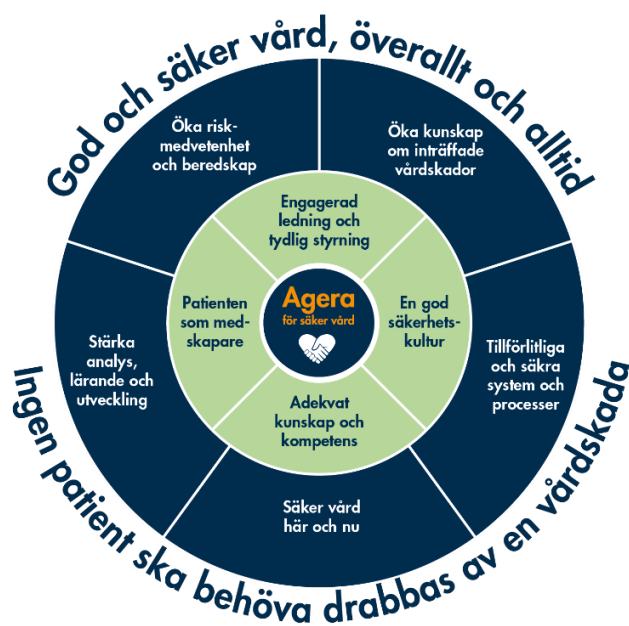 God och säker vård, överallt och alltid
Öka risk-
medvetenhet
och beredskap
Öka kunskap
om inträffade
vårdskador
Engagerad
ledning och
tydlig styrning
Patienten
som med-
skapare
Agera
för säker vård
En god
säkerhets-
kultur
Stärka
analys,
lärande och
utveckling
Tillförlitliga
och säkra
system och
processer
Adekvat
kunskap och
kompetens
Säker vård
här och nu
Ingen patient ska behöva drabbas av en vårdskada